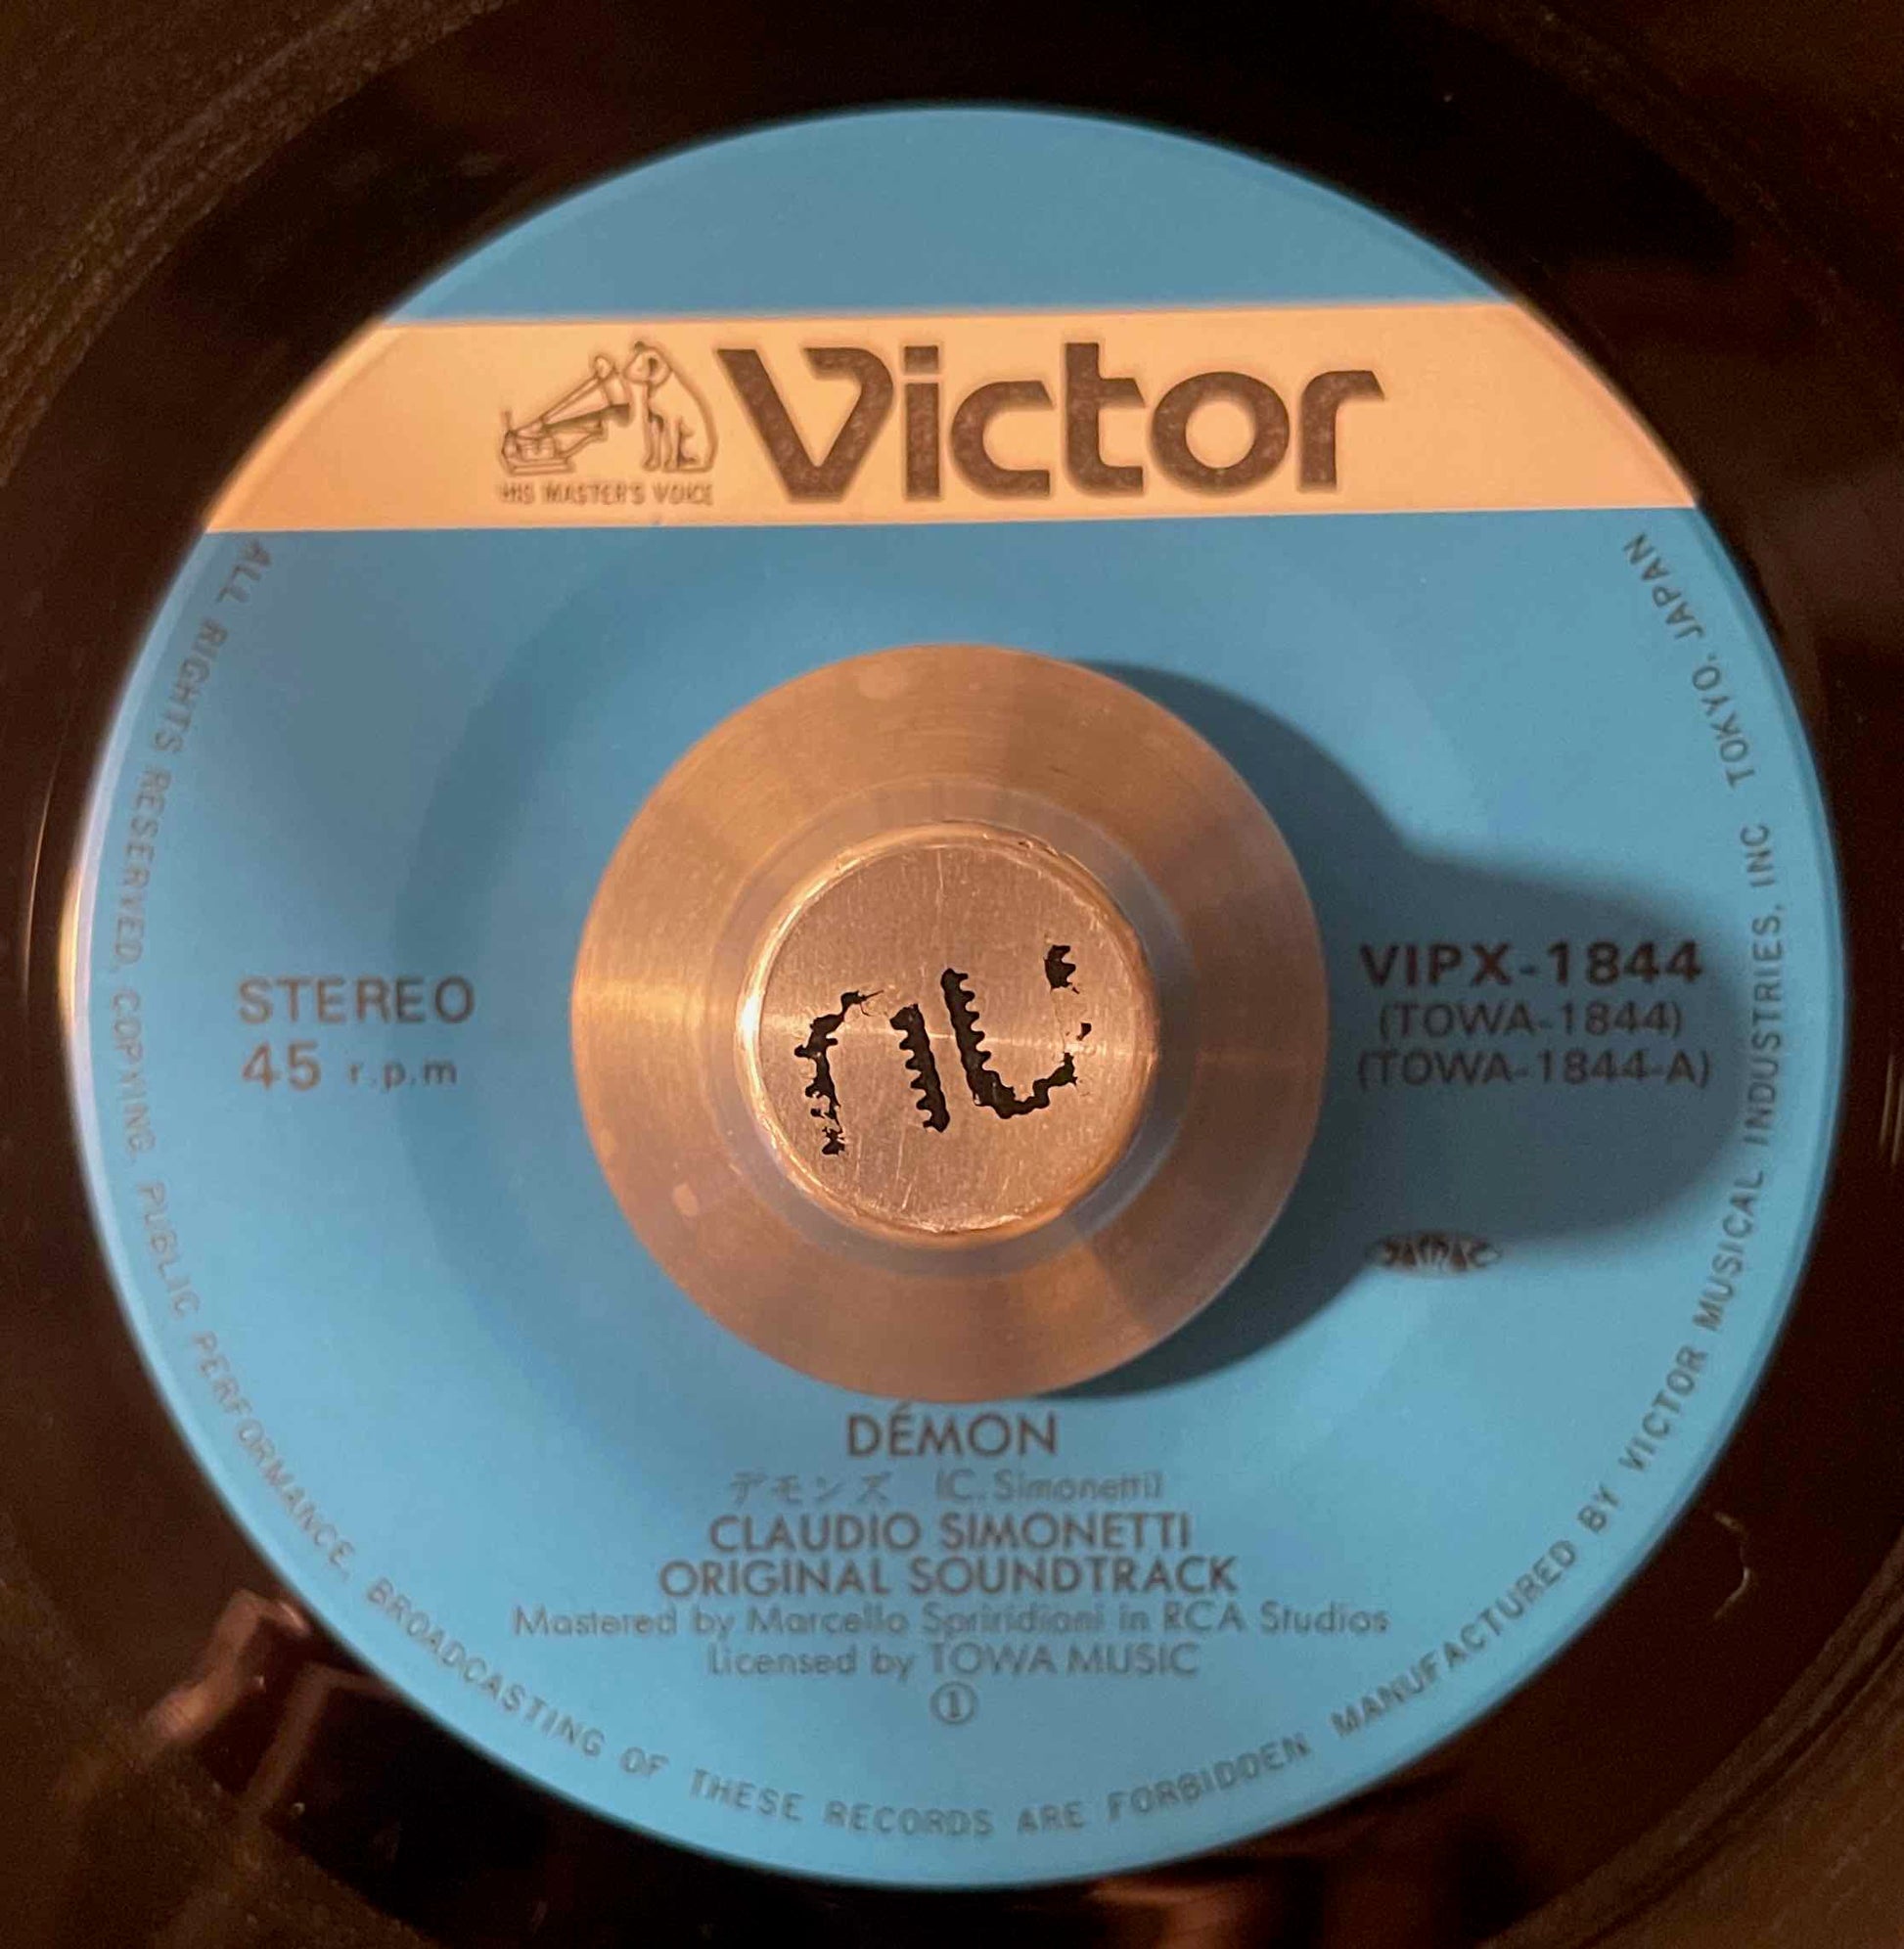 HIS MASTER'S VOICE
Victor
STEREO
45 r.p.m
VIPX-1844
(TOWA-1844)
(TOWA-1844-A)
DÉMON
デモンズ (C. Simonetti)
CLAUDIO SIMONETTI
ORIGINAL SOUNDTRACK
Mastered by Marcello Spriridioni in RCA Studios
Licensed by TOWA MUSIC
①
ALL RIGHTS RESERVED, COPYING, PUBLIC PERFORMANCE, BROADCASTING OF THESE RECORDS ARE FORBIDDEN MANUFACTURED BY VICTOR MUSICAL INDUSTRIES, INC TOKYO, JAPAN